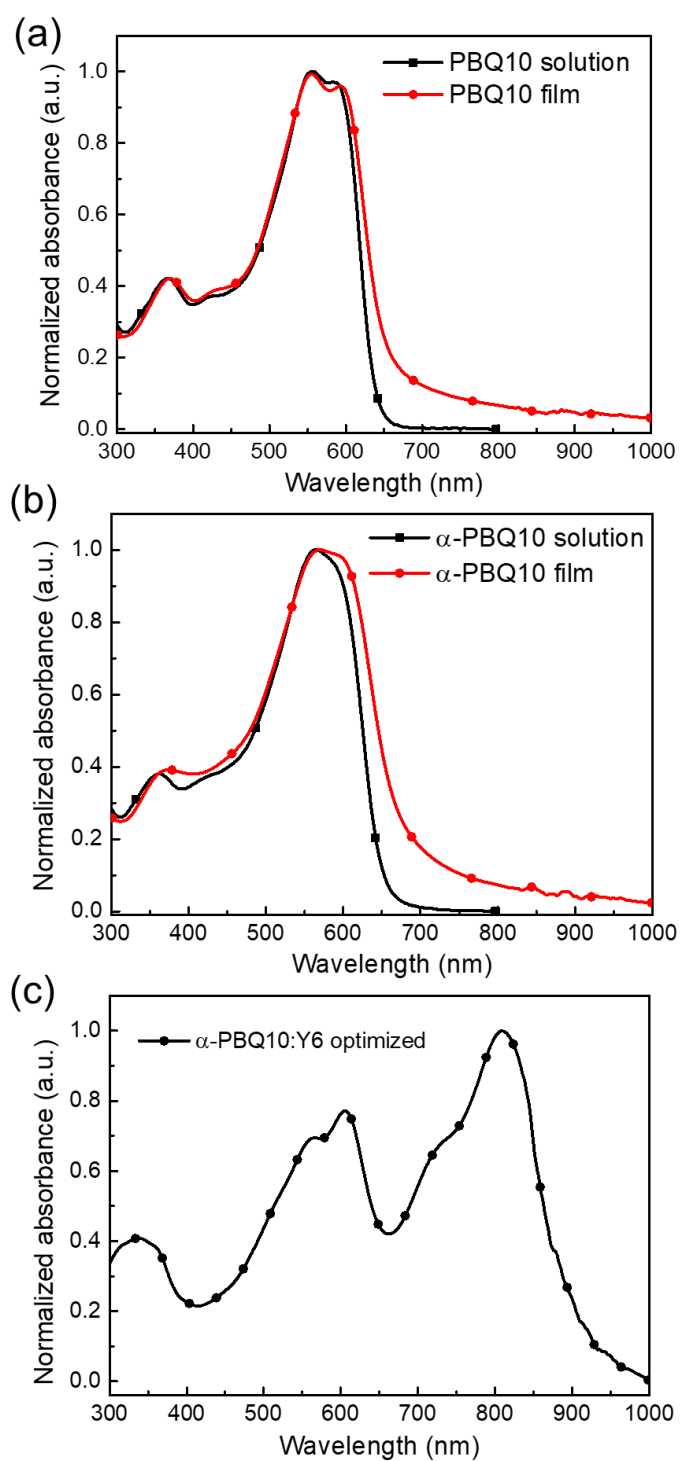 (a)
PBQ10 solution
PBQ10 film
Normalized absorbance (a.u.)
1.0
0.8
0.6
0.4
0.2
0.0
300 400 500 600 700 800 900 1000
Wavelength (nm)
(b)
α-PBQ10 solution
α-PBQ10 film
Normalized absorbance (a.u.)
1.0
0.8
0.6
0.4
0.2
0.0
300 400 500 600 700 800 900 1000
Wavelength (nm)
(c)
α-PBQ10:Y6 optimized
Normalized absorbance (a.u.)
1.0
0.8
0.6
0.4
0.2
0.0
300 400 500 600 700 800 900 1000
Wavelength (nm)